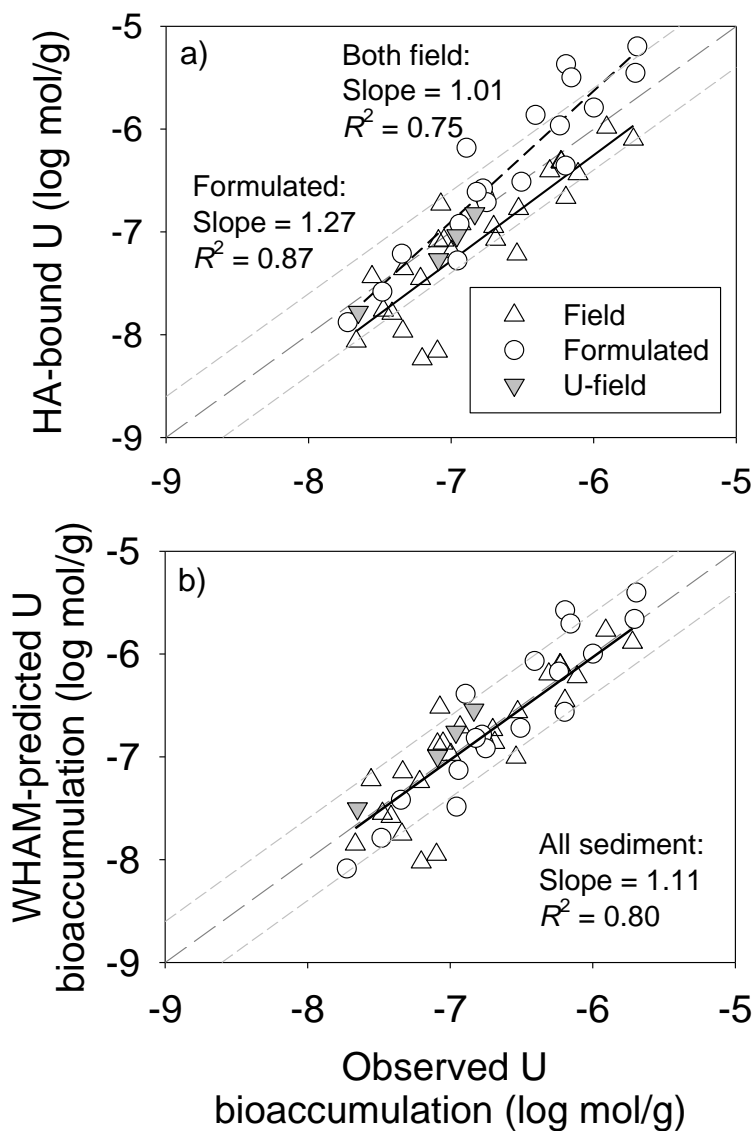 a)
Both field:
Slope = 1.01
R² = 0.75
Formulated:
Slope = 1.27
R² = 0.87
Field
Formulated
U-field
HA-bound U (log mol/g)
-5
-6
-7
-8
-9
-9 -8 -7 -6 -5
b)
All sediment:
Slope = 1.11
R² = 0.80
WHAM-predicted U
bioaccumulation (log mol/g)
-5
-6
-7
-8
-9
-9 -8 -7 -6 -5
Observed U
bioaccumulation (log mol/g)